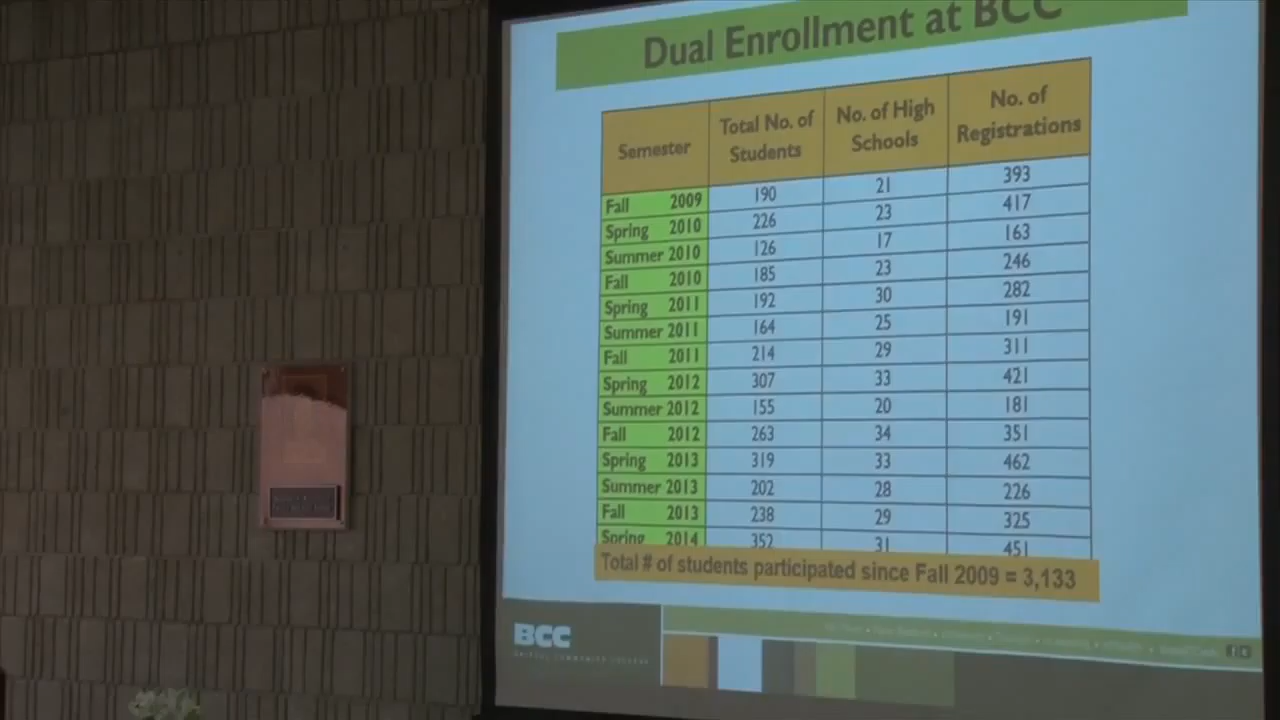 Dual Enrollment at BCC
Semester Total No. of Students No. of High Schools No. of Registrations
Fall 2009 190 21 393
Spring 2010 226 23 417
Summer 2010 126 17 163
Fall 2010 185 23 246
Spring 2011 192 30 282
Summer 2011 164 25 191
Fall 2011 214 29 311
Spring 2012 307 33 421
Summer 2012 155 20 181
Fall 2012 263 34 351
Spring 2013 319 33 462
Summer 2013 202 28 226
Fall 2013 238 29 325
Spring 2014 352 31 451
Total # of students participated since Fall 2009 = 3,133
BCC
BRISTOL COMMUNITY COLLEGE